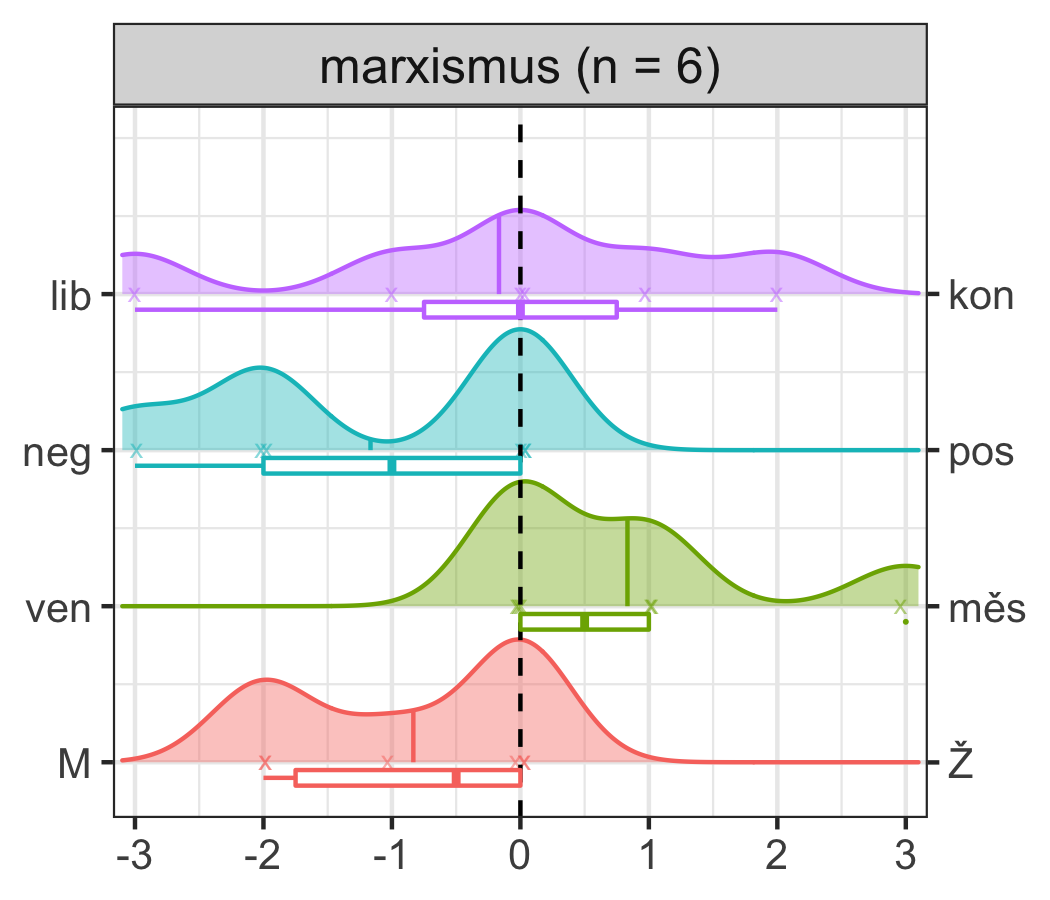 marxismus (n = 6)
lib kon
neg pos
ven měs
M Ž
-3 -2 -1 0 1 2 3